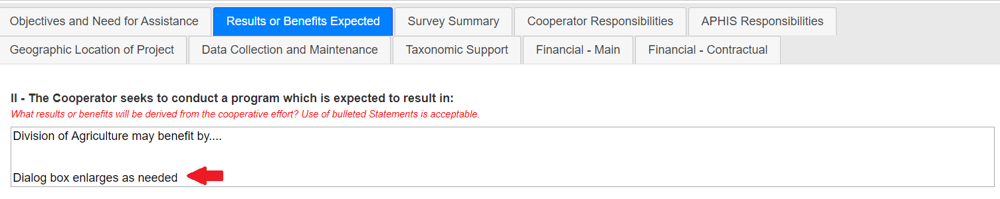 Objectives and Need for Assistance
Results or Benefits Expected
Survey Summary
Cooperator Responsibilities
APHIS Responsibilities
Geographic Location of Project
Data Collection and Maintenance
Taxonomic Support
Financial - Main
Financial - Contractual
II - The Cooperator seeks to conduct a program which is expected to result in:
What results or benefits will be derived from the cooperative effort? Use of bulleted Statements is acceptable.
Division of Agriculture may benefit by....
Dialog box enlarges as needed